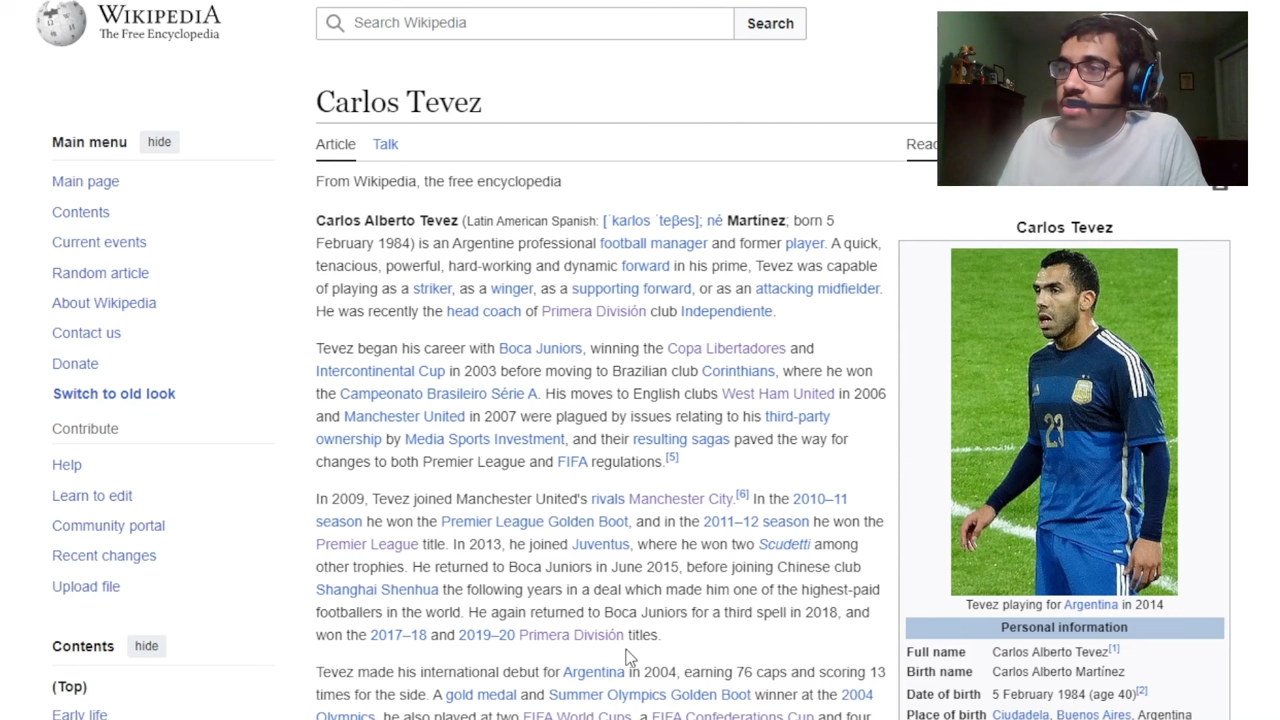 WIKIPEDIA
The Free Encyclopedia
Search Wikipedia
Search
Carlos Tevez
Article
Talk
Read
From Wikipedia, the free encyclopedia
Main menu
hide
Main page
Contents
Current events
Random article
About Wikipedia
Contact us
Donate
Switch to old look
Contribute
Help
Learn to edit
Community portal
Recent changes
Upload file
Contents
hide
(Top)
Early life
Carlos Alberto Tevez (Latin American Spanish: [ˈkaɾlos ˈteβes]; né Martínez; born 5
February 1984) is an Argentine professional football manager and former player. A quick,
tenacious, powerful, hard-working and dynamic forward in his prime, Tevez was capable
of playing as a striker, as a winger, as a supporting forward, or as an attacking midfielder.
He was recently the head coach of Primera División club Independiente.
Tevez began his career with Boca Juniors, winning the Copa Libertadores and
Intercontinental Cup in 2003 before moving to Brazilian club Corinthians, where he won
the Campeonato Brasileiro Série A. His moves to English clubs West Ham United in 2006
and Manchester United in 2007 were plagued by issues relating to his third-party
ownership by Media Sports Investment, and their resulting sagas paved the way for
changes to both Premier League and FIFA regulations.[5]
In 2009, Tevez joined Manchester United's rivals Manchester City.[6] In the 2010–11
season he won the Premier League Golden Boot, and in the 2011–12 season he won the
Premier League title. In 2013, he joined Juventus, where he won two Scudetti among
other trophies. He returned to Boca Juniors in June 2015, before joining Chinese club
Shanghai Shenhua the following years in a deal which made him one of the highest-paid
footballers in the world. He again returned to Boca Juniors for a third spell in 2018, and
won the 2017–18 and 2019–20 Primera División titles.
Tevez made his international debut for Argentina in 2004, earning 76 caps and scoring 13
times for the side. A gold medal and Summer Olympics Golden Boot winner at the 2004
Olympics, he also played at two FIFA World Cups, a FIFA Confederations Cup and four
Carlos Tevez
23
Tevez playing for Argentina in 2014
Personal information
Full name Carlos Alberto Tevez[1]
Birth name Carlos Alberto Martínez
Date of birth 5 February 1984 (age 40)[2]
Place of birth Ciudadela, Buenos Aires, Argentina